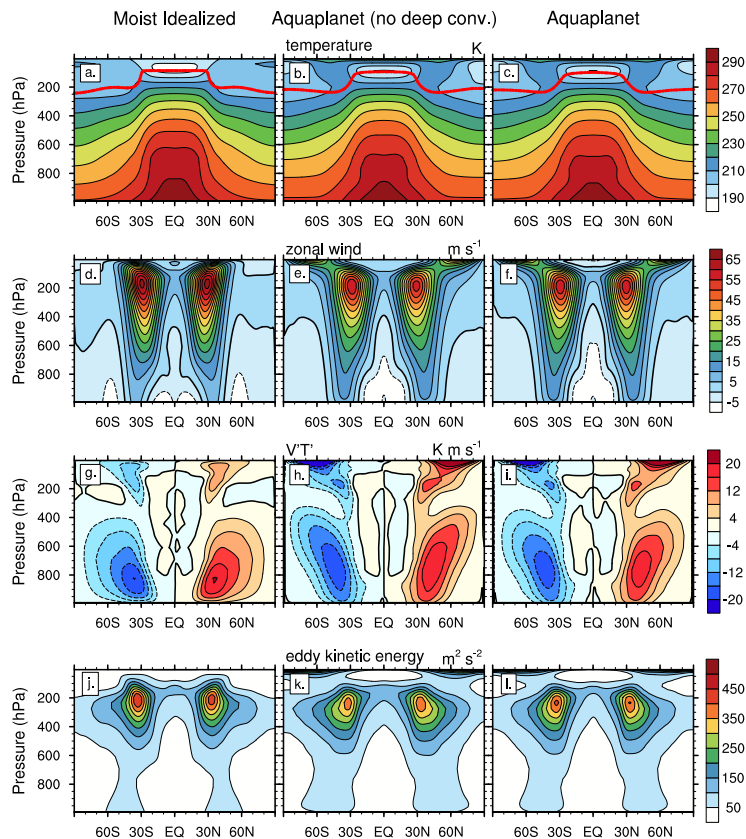 Moist Idealized Aquaplanet (no deep conv.) Aquaplanet
temperature K
a. b. c.
Pressure (hPa)
200
400
600
800
60S 30S EQ 30N 60N 60S 30S EQ 30N 60N 60S 30S EQ 30N 60N
290
270
250
230
210
190
zonal wind m s⁻¹
d. e. f.
Pressure (hPa)
200
400
600
800
60S 30S EQ 30N 60N 60S 30S EQ 30N 60N 60S 30S EQ 30N 60N
65
55
45
35
25
15
5
-5
V'T' K m s⁻¹
g. h. i.
Pressure (hPa)
200
400
600
800
60S 30S EQ 30N 60N 60S 30S EQ 30N 60N 60S 30S EQ 30N 60N
20
12
4
-4
-12
-20
eddy kinetic energy m² s⁻²
j. k. l.
Pressure (hPa)
200
400
600
800
60S 30S EQ 30N 60N 60S 30S EQ 30N 60N 60S 30S EQ 30N 60N
450
350
250
150
50